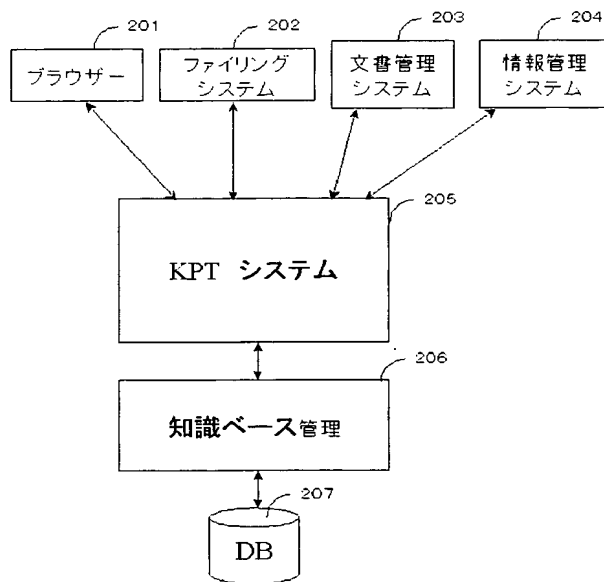 201
202
203
204
ブラウザー
ファイリング
システム
文書管理
システム
情報管理
システム
205
KPT システム
206
知識ベース管理
207
DB